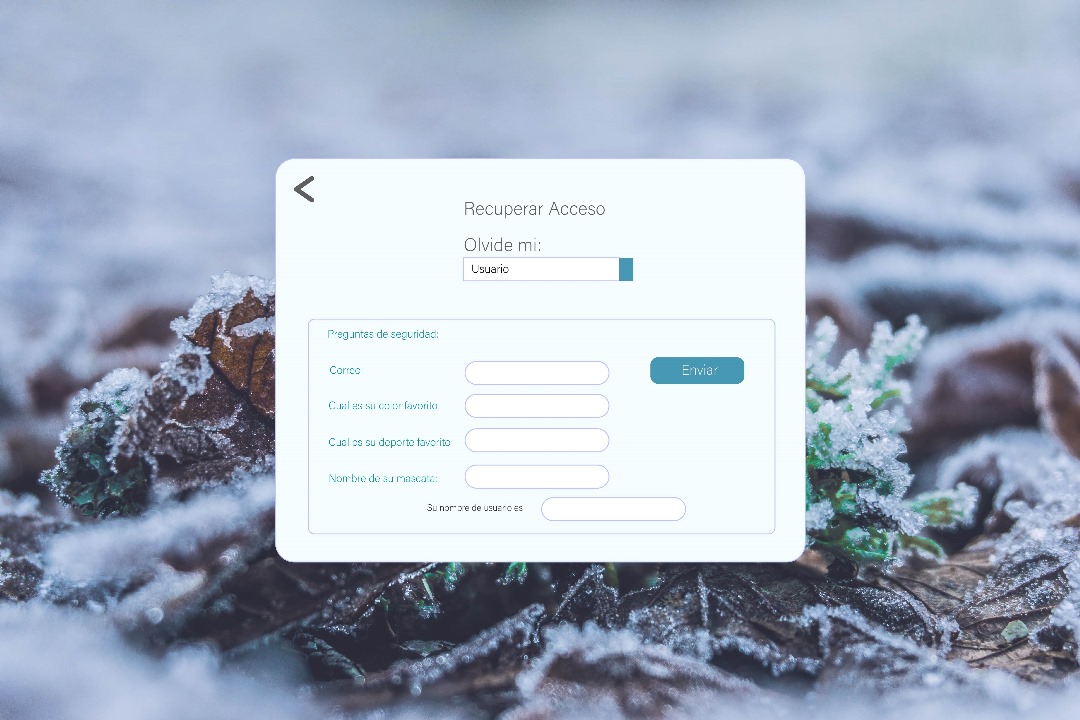 Recuperar Acceso
Olvide mi:
Usuario
Preguntas de seguridad:
Correo
Enviar
Cual es su color favorito
Cual es su deporte favorito
Nombre de su mascata:
Su nombre de usuario es